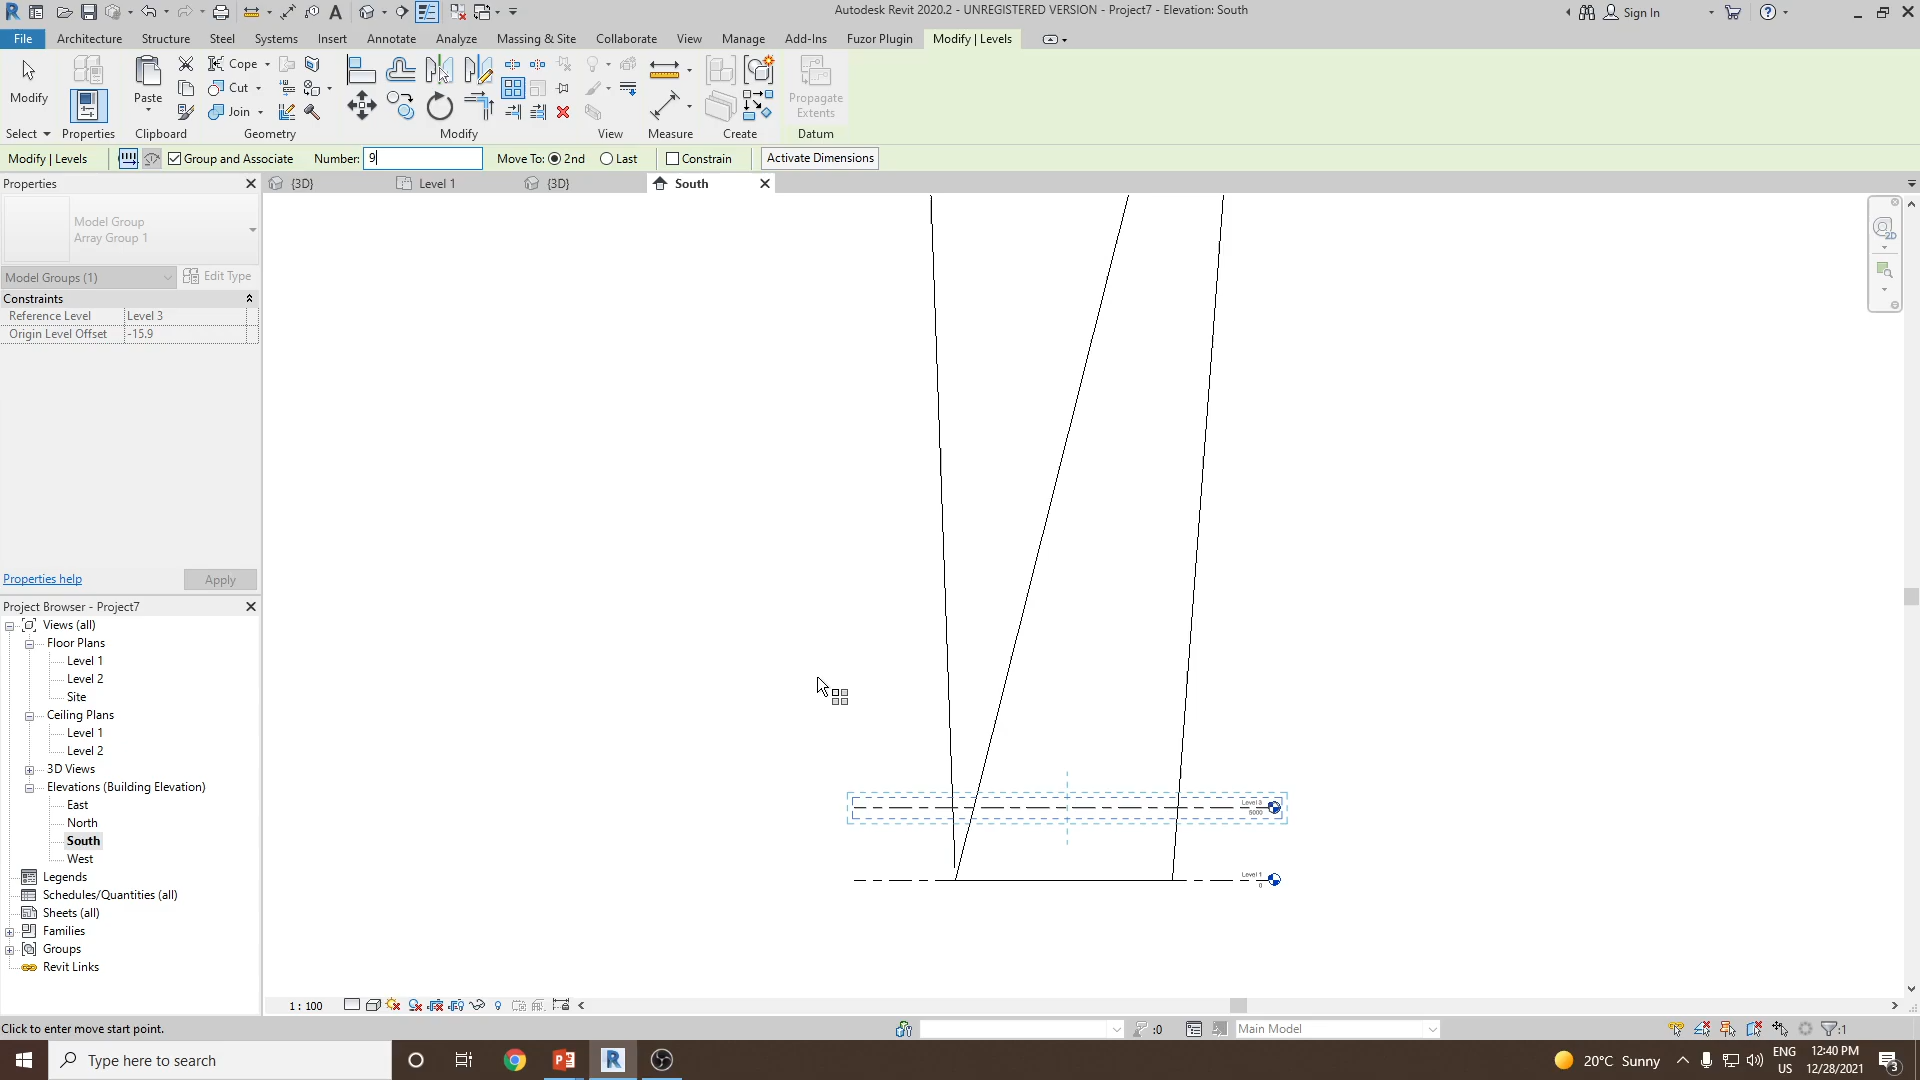 Autodesk Revit 2020.2 - UNREGISTERED VERSION - Project7 - Elevation: South
Sign In
File Architecture Structure Steel Systems Insert Annotate Analyze Massing & Site Collaborate View Manage Add-Ins Fuzor Plugin Modify | Levels
Modify
Paste
Cope
Cut
Join
Propagate
Extents
Select Properties Clipboard Geometry Modify View Measure Create Datum
Modify | Levels Group and Associate Number: 9 Move To: 2nd Last Constrain Activate Dimensions
Properties
{3D} Level 1 {3D} South
Model Group
Array Group 1
Model Groups (1) Edit Type
Constraints
Reference Level Level 3
Origin Level Offset -15.9
Properties help Apply
Project Browser - Project7
Views (all)
Floor Plans
Level 1
Level 2
Site
Ceiling Plans
Level 1
Level 2
3D Views
Elevations (Building Elevation)
East
North
South
West
Legends
Schedules/Quantities (all)
Sheets (all)
Families
Groups
Revit Links
Level 3
5000
Level 1
0
1 : 100
Click to enter move start point.
:0
Main Model
:1
Type here to search
20°C Sunny
ENG
US
12:40 PM
12/28/2021
3
2D